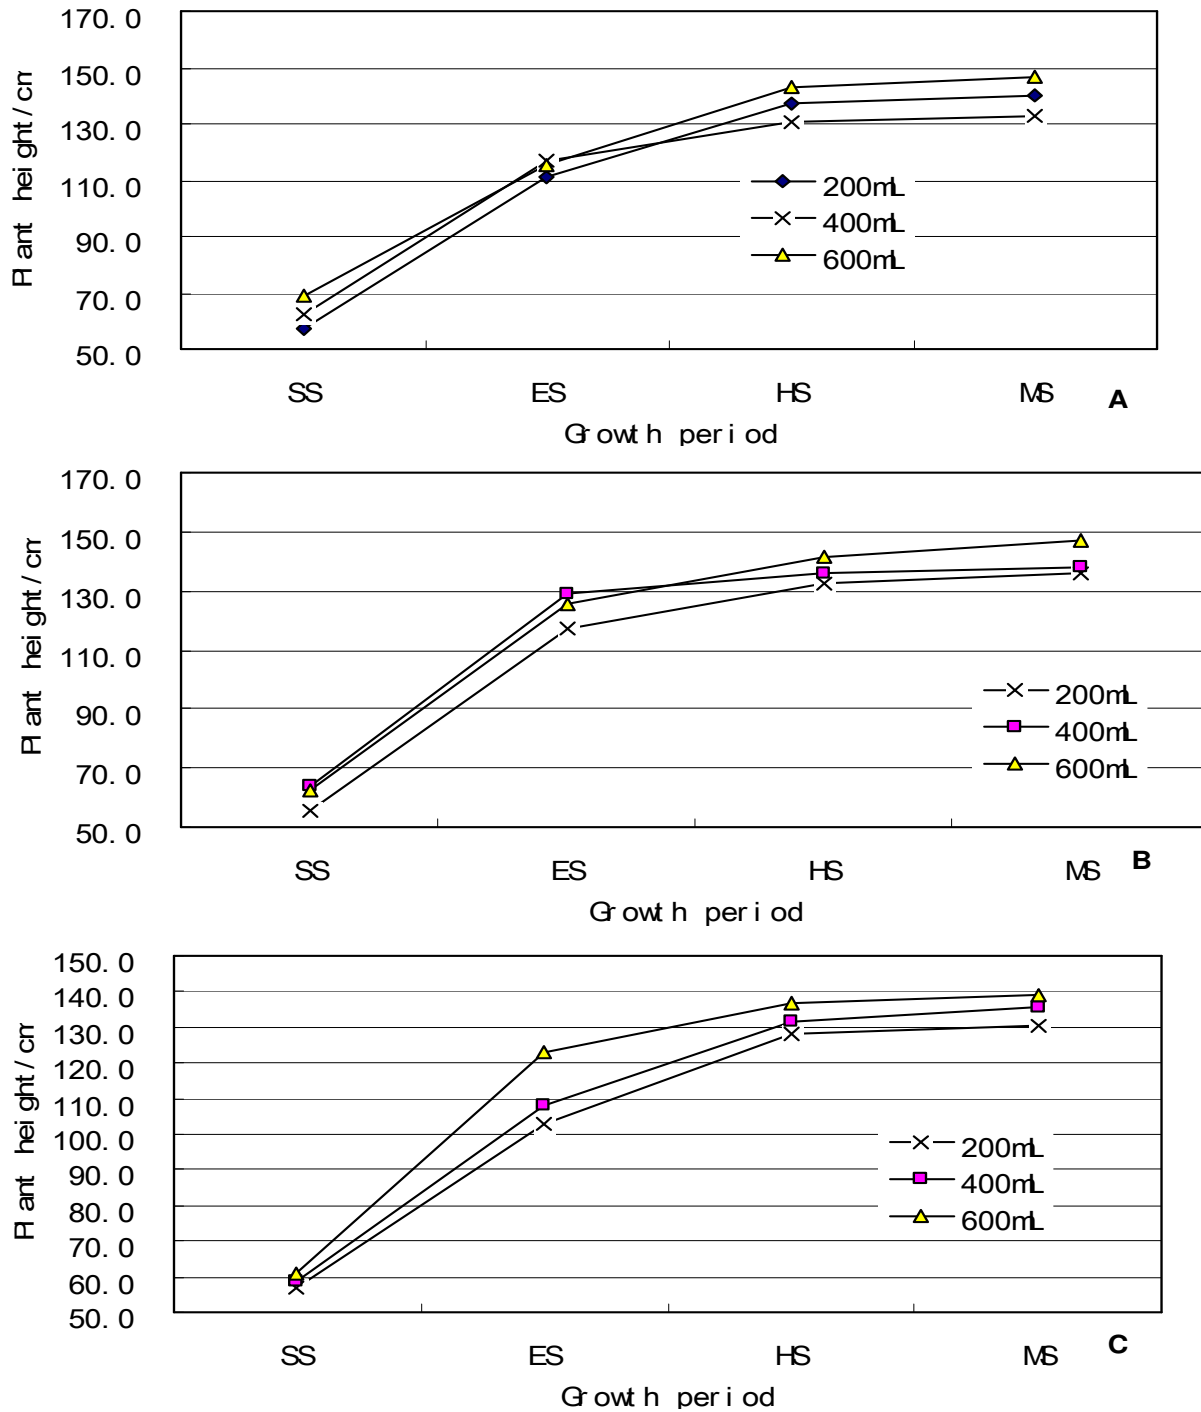 170.0
150.0
130.0
110.0
90.0
70.0
50.0
Plant height/cm
200mL
400mL
600mL
SS ES HS MS
A
Growth period
170.0
150.0
130.0
110.0
90.0
70.0
50.0
Plant height/cm
200mL
400mL
600mL
SS ES HS MS
B
Growth period
150.0
140.0
130.0
120.0
110.0
100.0
90.0
80.0
70.0
60.0
50.0
Plant height/cm
200mL
400mL
600mL
SS ES HS MS
C
Growth period